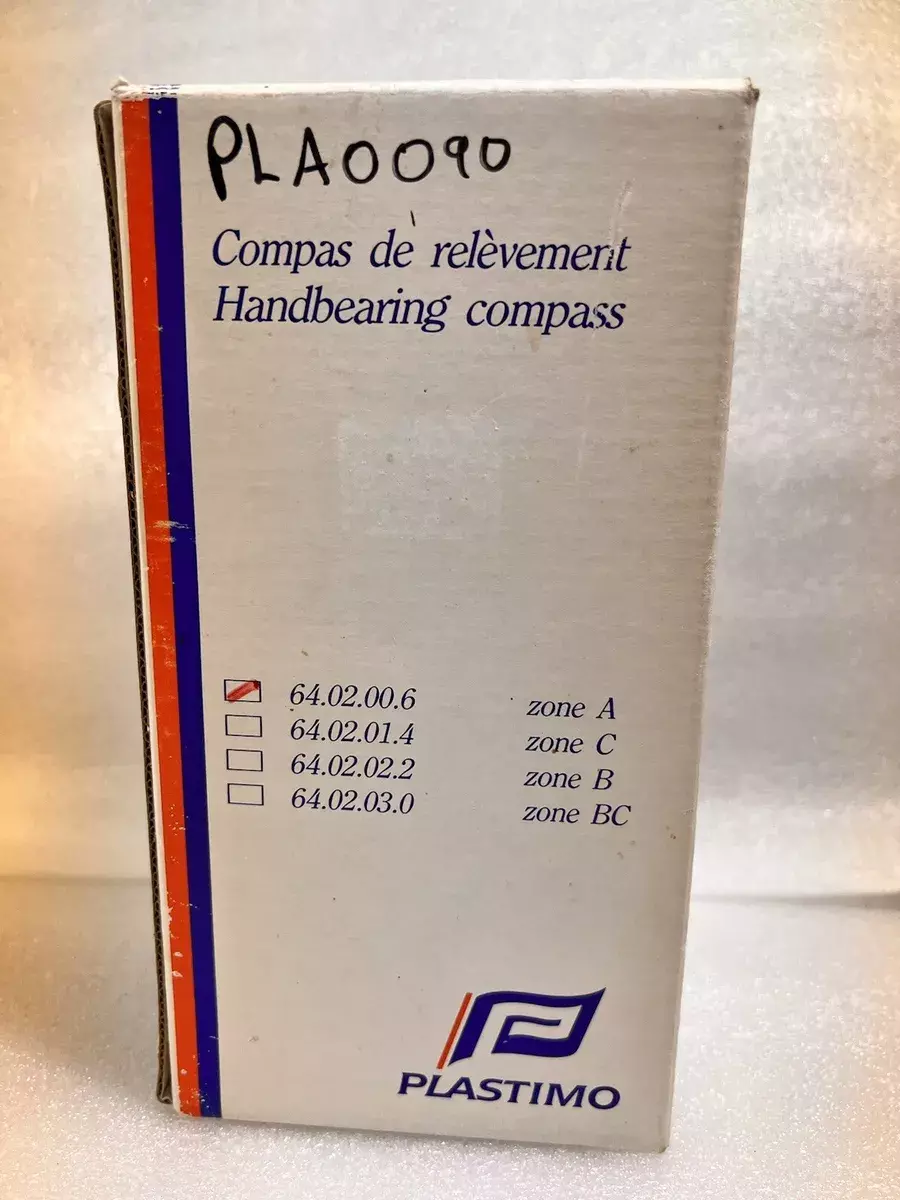 PLA0090
Compas de relèvement
Handbearing compass
64.02.00.6 zone A
64.02.01.4 zone C
64.02.02.2 zone B
64.02.03.0 zone BC
PLASTIMO